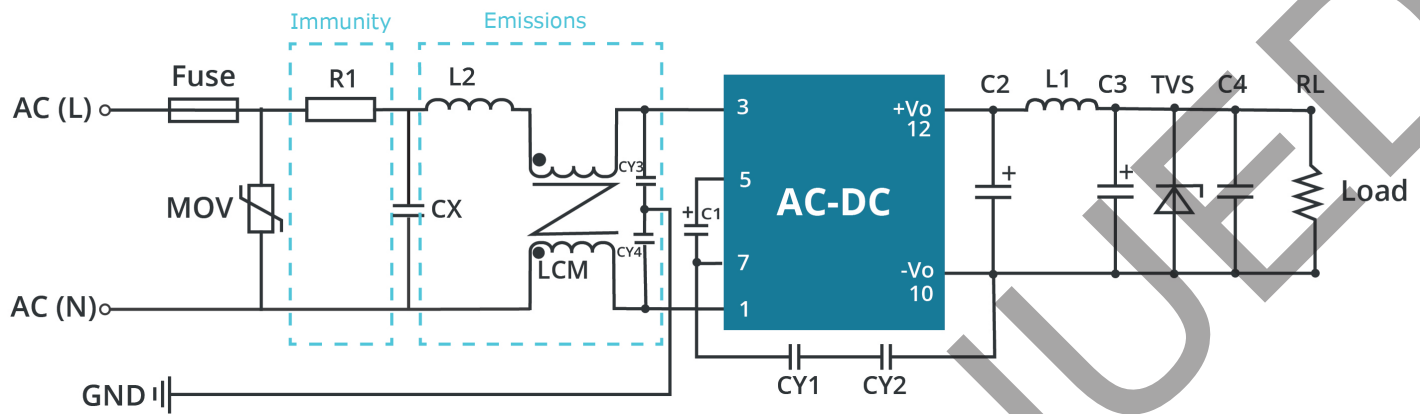 Immunity
Emissions
Fuse
R1
L2
AC (L)
MOV
CX
LCM
CY3
CY4
AC (N)
GND
3
5
+ C1
7
1
AC-DC
+Vo
12
-Vo
10
CY1
CY2
C2
L1
C3
TVS
C4
RL
+
+
Load